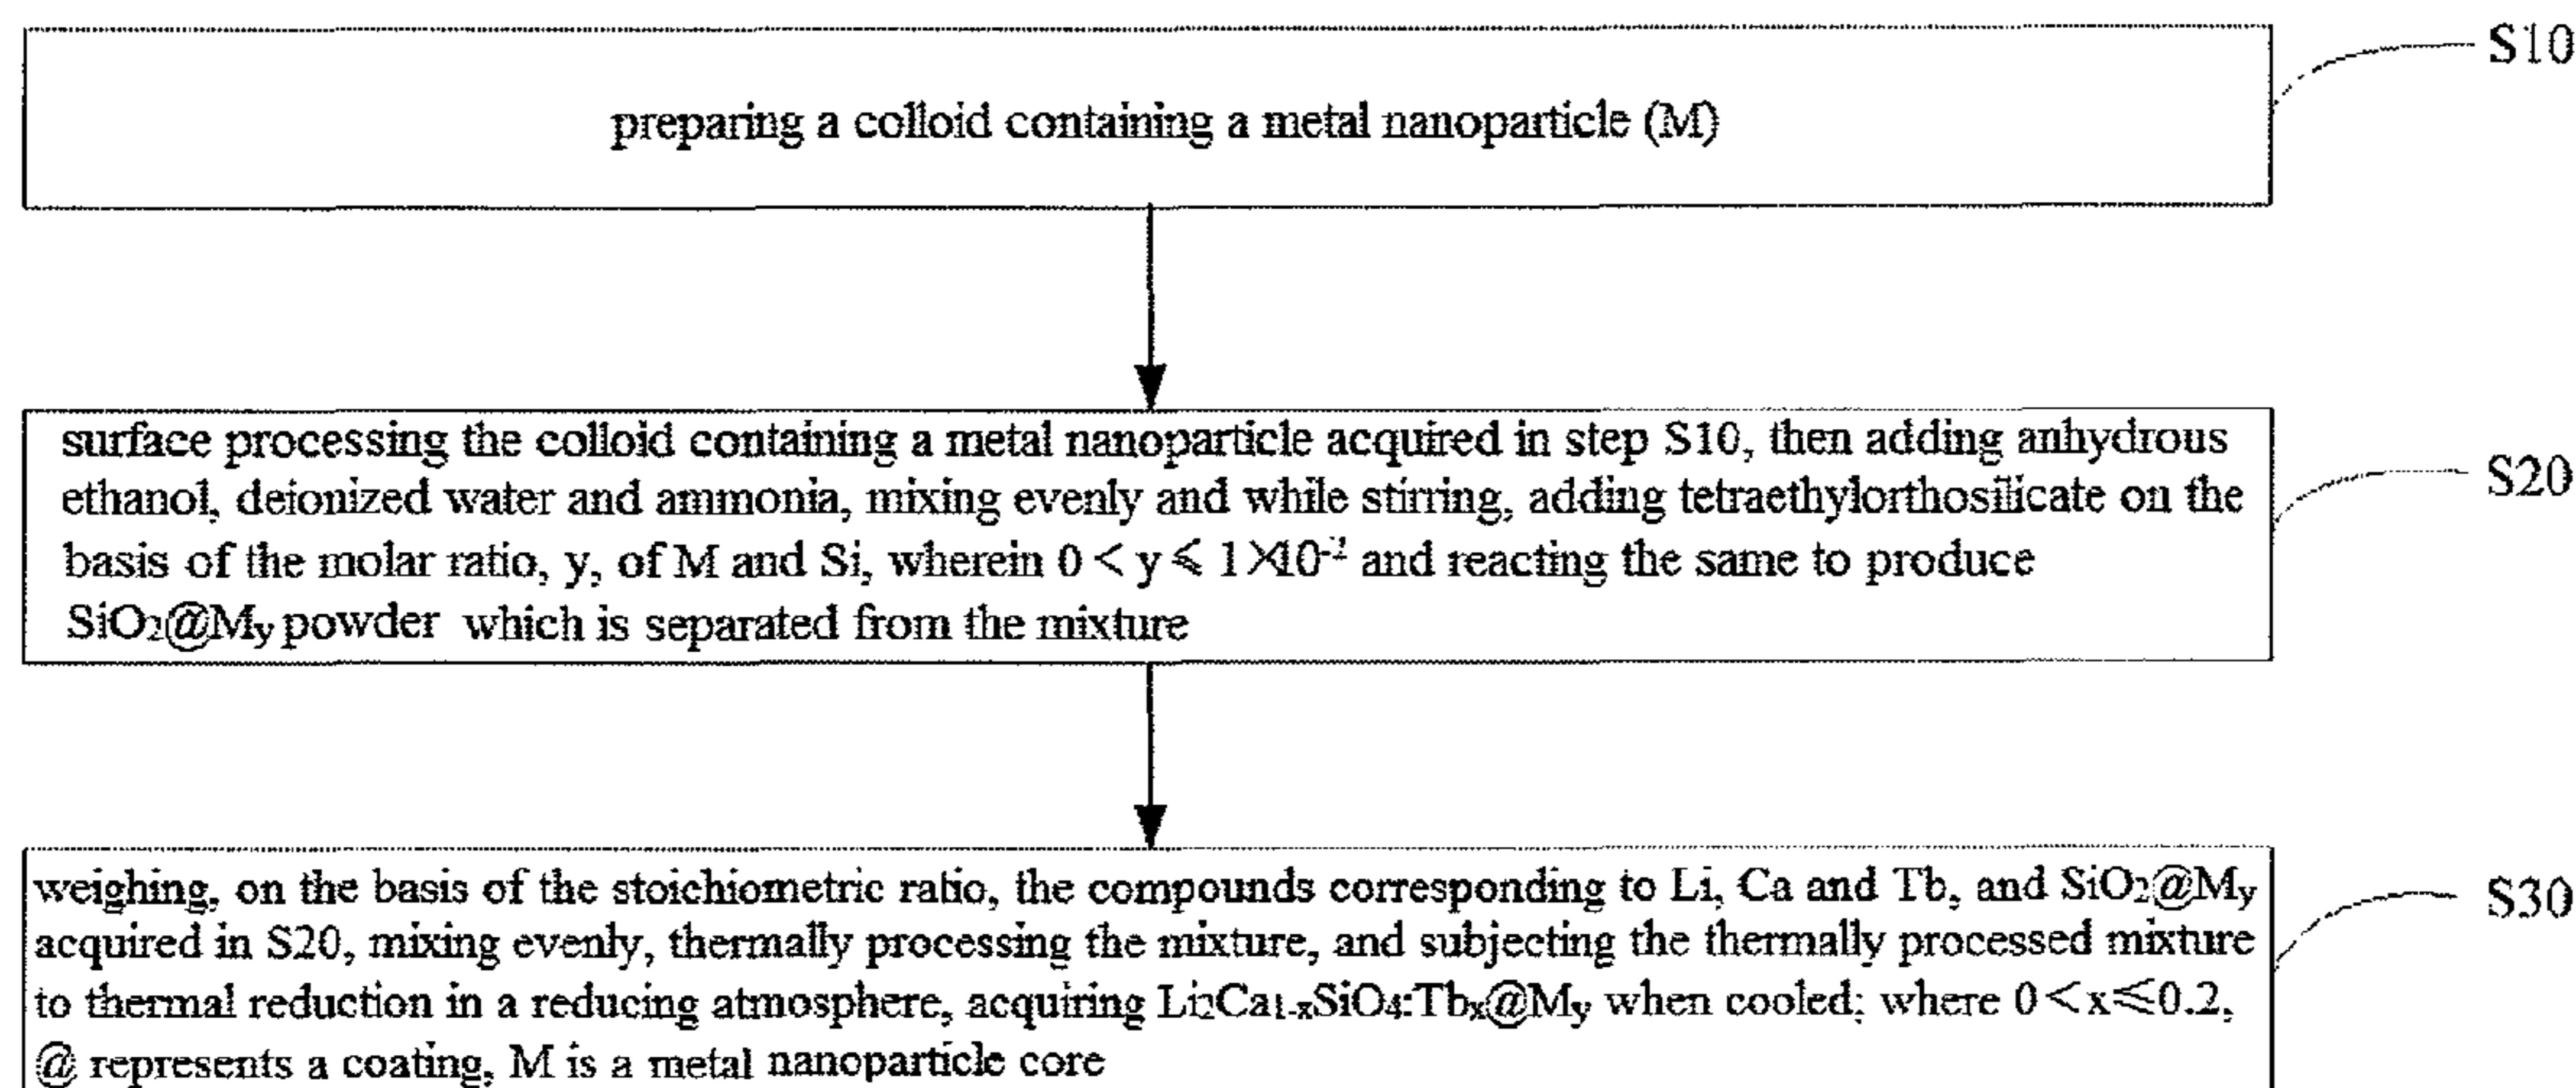 S10
preparing a colloid containing a metal nanoparticle (M)
surface processing the colloid containing a metal nanoparticle acquired in step S10, then adding anhydrous
ethanol, deionized water and ammonia, mixing evenly and while stirring, adding tetraethylorthosilicate on the
basis of the molar ratio, y, of M and Si, wherein 0 < y ⩽ 1×10⁻² and reacting the same to produce
SiO₂@My powder which is separated from the mixture
S20
weighing, on the basis of the stoichiometric ratio, the compounds corresponding to Li, Ca and Tb, and SiO₂@My
acquired in S20, mixing evenly, thermally processing the mixture, and subjecting the thermally processed mixture
to thermal reduction in a reducing atmosphere, acquiring Li₂Ca₁₋ₓSiO₄:Tbₓ@My when cooled; where 0<x⩽0.2,
@ represents a coating, M is a metal nanoparticle core
S30